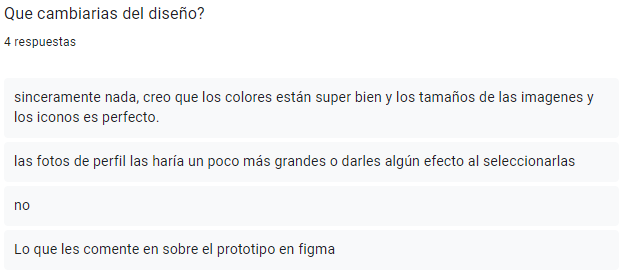 Que cambiarias del diseño?
4 respuestas
sinceramente nada, creo que los colores están super bien y los tamaños de las imagenes y
los iconos es perfecto.
las fotos de perfil las haría un poco más grandes o darles algún efecto al seleccionarlas
no
Lo que les comente en sobre el prototipo en figma